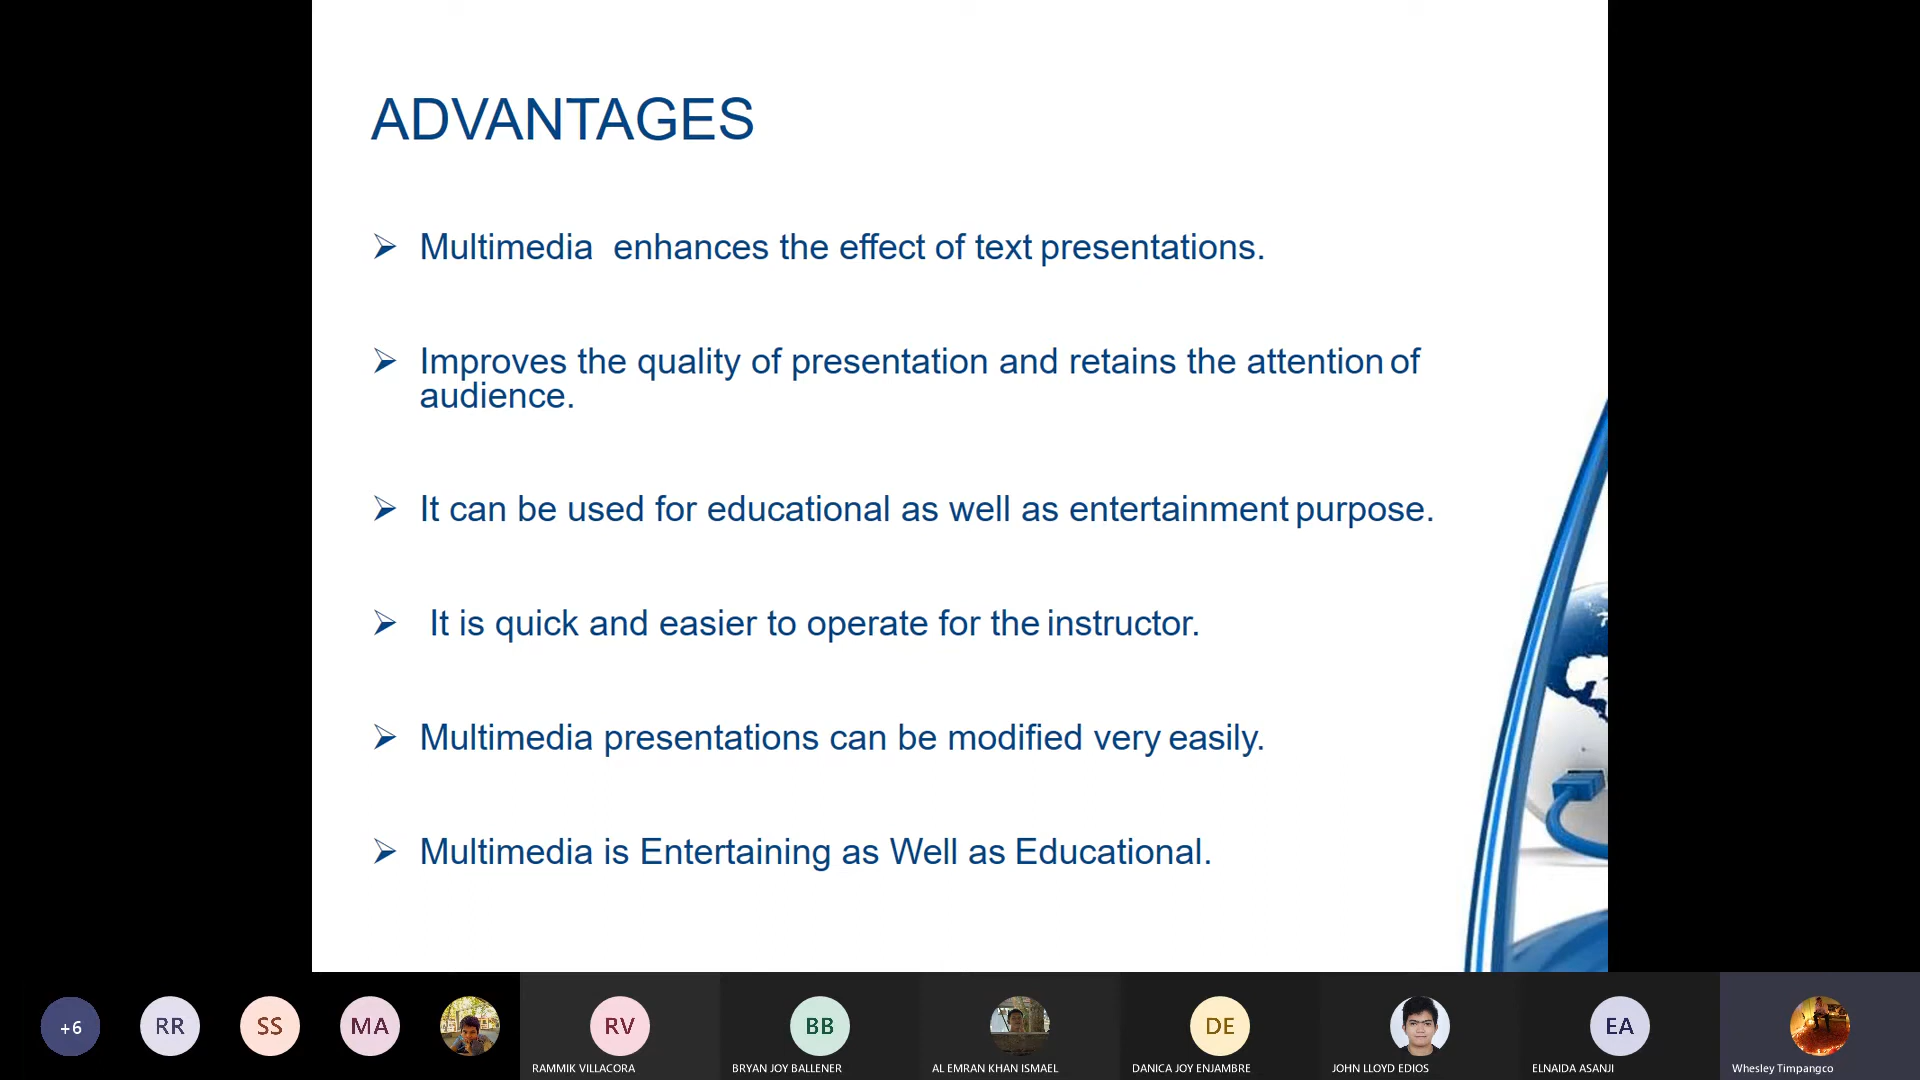 ADVANTAGES
➢ Multimedia enhances the effect of text presentations.
➢ Improves the quality of presentation and retains the attention of
audience.
➢ It can be used for educational as well as entertainment purpose.
➢ It is quick and easier to operate for the instructor.
➢ Multimedia presentations can be modified very easily.
➢ Multimedia is Entertaining as Well as Educational.
+6
RR
SS
MA
RV
BB
DE
EA
RAMMIK VILLACORA
BRYAN JOY BALLENER
AL EMRAN KHAN ISMAEL
DANICA JOY ENJAMBRE
JOHN LLOYD EDIOS
ELNAIDA ASANJI
Whesley Timpangco